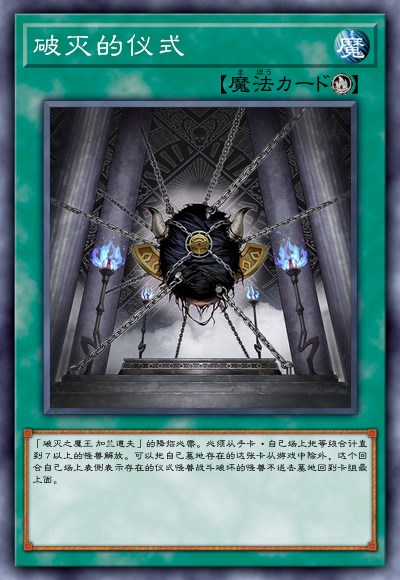 破灭的仪式
魔
【魔法カード】
まほう
「破灭之魔王 加兰道夫」的降临必需。必须从手卡·自己场上把等级合计直
到７以上的怪兽解放。可以把自己墓地存在的这张卡从游戏中除外，这个回
合自己场上表侧表示存在的仪式怪兽战斗破坏的怪兽不送去墓地回到卡组最
上面。